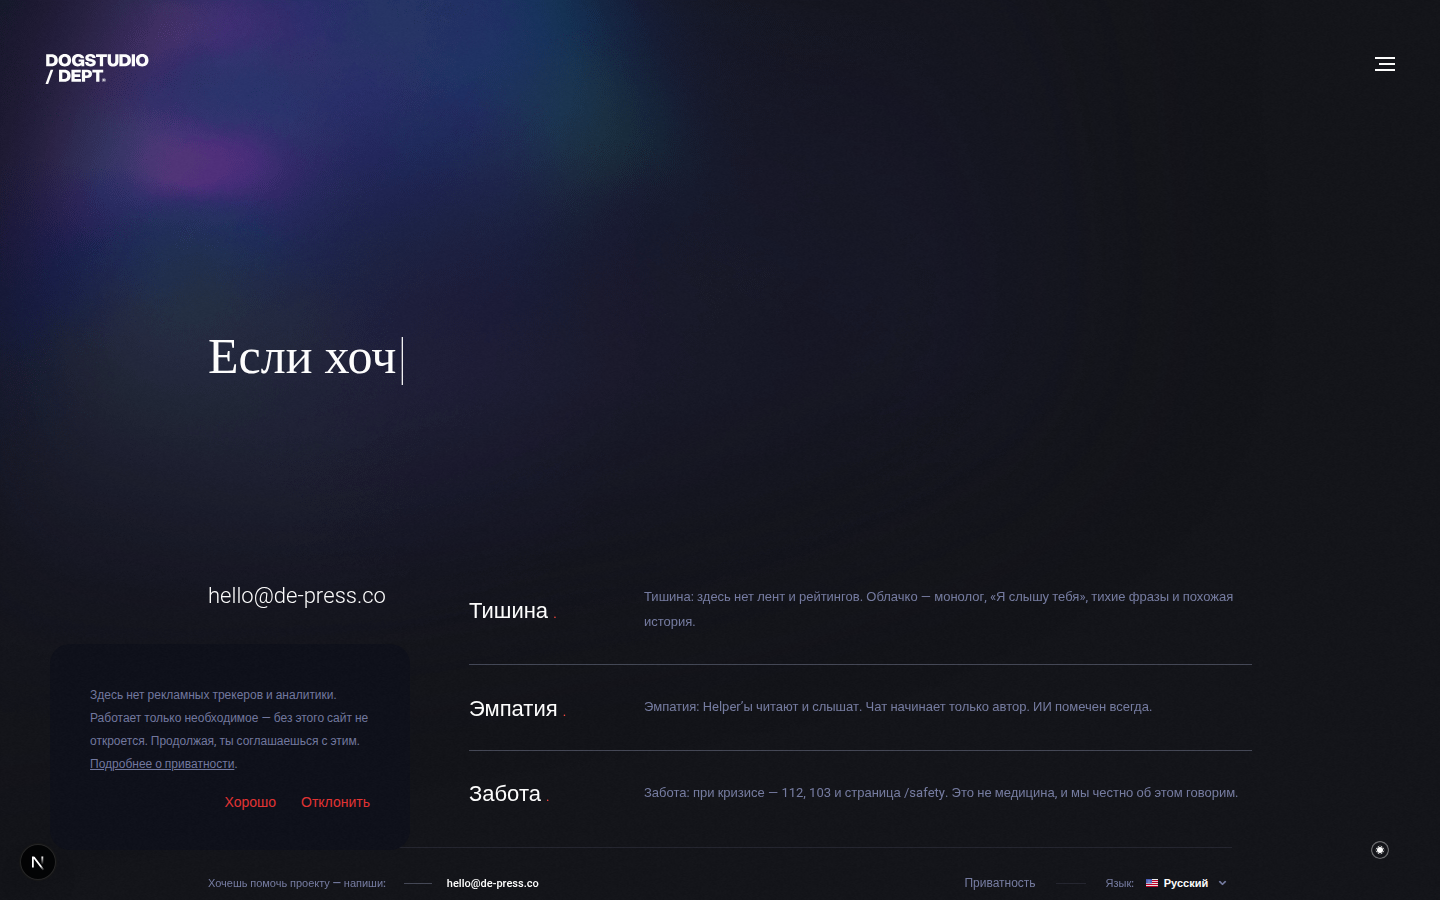 DOGSTUDIO
/ DEPT.
Если хоч
hello@de-press.co
Тишина .
Тишина: здесь нет лент и рейтингов. Облачко — монолог, «Я слышу тебя», тихие фразы и похожая
история.
Эмпатия .
Эмпатия: Helper'ы читают и слышат. Чат начинает только автор. ИИ помечен всегда.
Забота .
Забота: при кризисе — 112, 103 и страница /safety. Это не медицина, и мы честно об этом говорим.
Здесь нет рекламных трекеров и аналитики.
Работает только необходимое — без этого сайт не
откроется. Продолжая, ты соглашаешься с этим.
Подробнее о приватности.
Хорошо Отклонить
N
Хочешь помочь проекту — напиши: hello@de-press.co
Приватность Язык: Русский